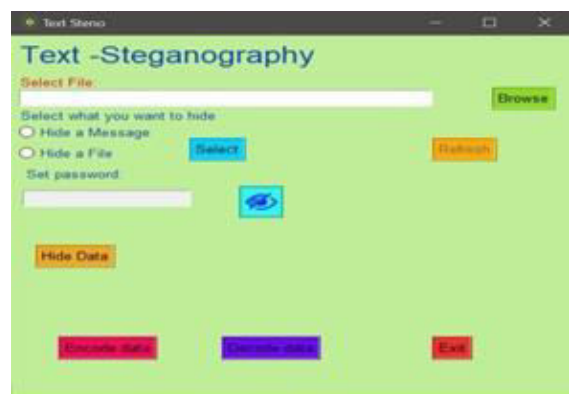 Text Steno
Text -Steganography
Select File:
Browse
Select what you want to hide
Hide a Message
Hide a File
Select
Refresh
Set password:
Hide Data
Encode data
Decode data
Exit